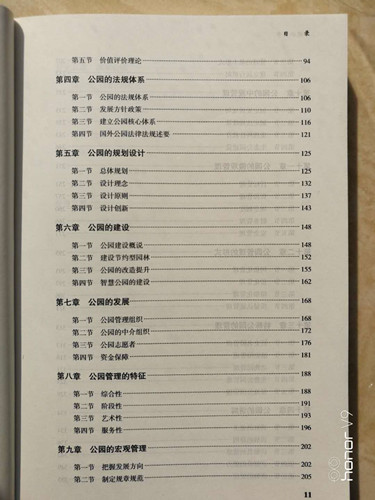 目 录
第五节 价值评价理论 94
第四章 公园的法规体系 106
第一节 公园的法规体系 106
第二节 发展方针政策 110
第三节 建立公园核心体系 116
第四节 国外公园法律法规述要 121
第五章 公园的规划设计 125
第一节 总体规划 125
第二节 设计理念 132
第三节 设计原则 137
第四节 设计创新 143
第六章 公园的建设 148
第一节 公园建设概说 148
第二节 建设节约型园林 152
第三节 公园的改造提升 155
第四节 智慧公园的建设 162
第七章 公园的发展 168
第一节 公园管理组织 168
第二节 公园的中介组织 172
第三节 公园志愿者 176
第四节 资金保障 181
第八章 公园管理的特征 188
第一节 综合性 188
第二节 阶段性 191
第三节 艺术性 193
第四节 服务性 196
第九章 公园的宏观管理 202
第一节 把握发展方向 202
第二节 制定规章规范 205
11
honor V9